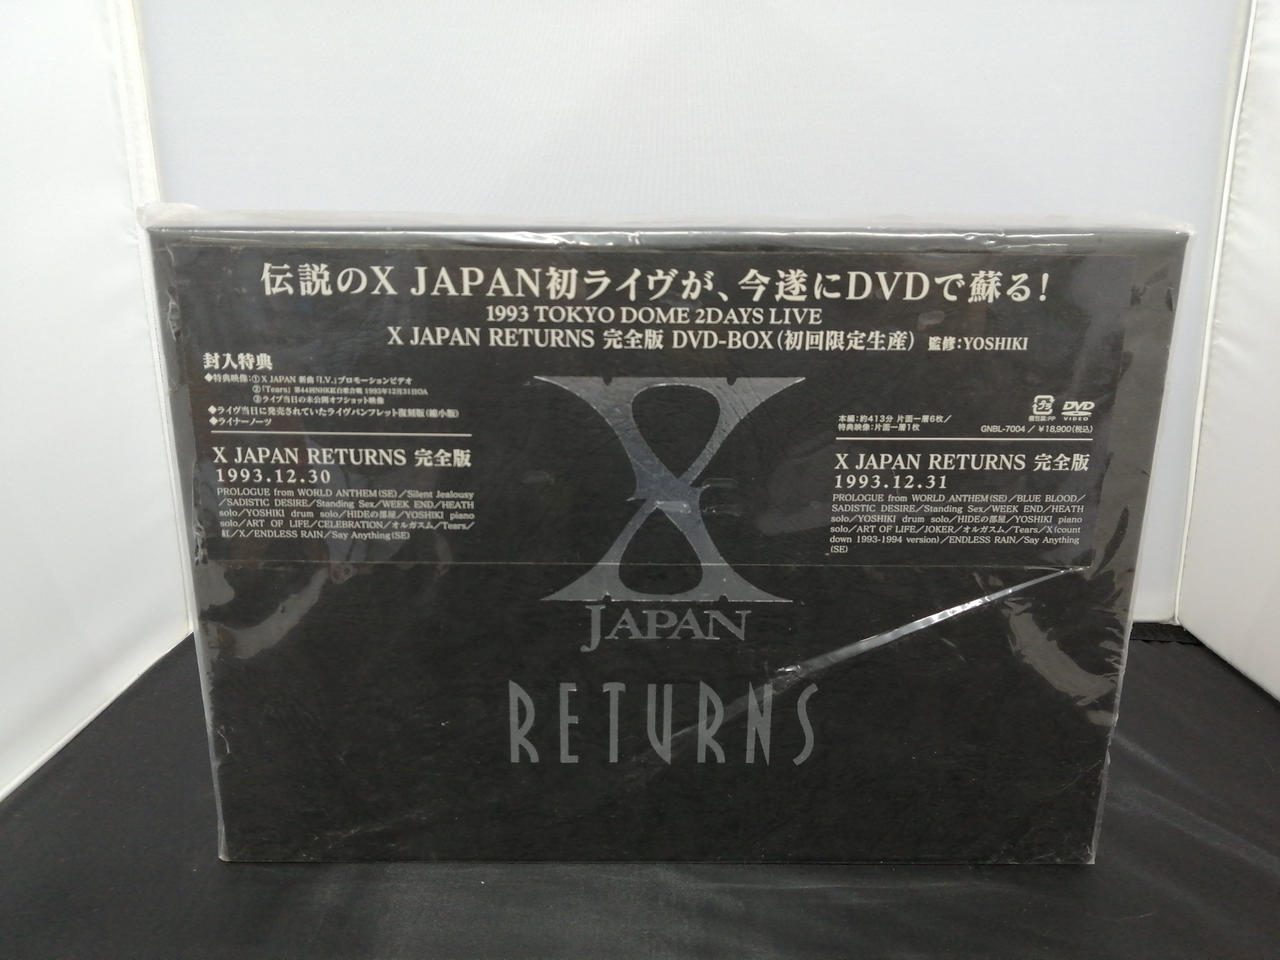 伝説のX JAPAN初ライヴが、今遂にDVDで蘇る!
1993 TOKYO DOME 2DAYS LIVE
X JAPAN RETURNS 完全版 DVD-BOX(初回限定生産) 監修:YOSHIKI
封入特典
◆特典映像:①X JAPAN 新曲「I.V.」プロモーションビデオ
②「Tears」第44回NHK紅白歌合戦 1993年12月31日OA
③ライブ当日の未公開オフショット映像
◆ライヴ当日に発売されていたライヴパンフレット復刻版(縮小版)
◆ライナーノーツ
X JAPAN RETURNS 完全版
1993.12.30
PROLOGUE from WORLD ANTHEM(SE)/Silent Jealousy
/SADISTIC DESIRE/Standing Sex/WEEK END/HEATH
solo/YOSHIKI drum solo/HIDEの部屋/YOSHIKI piano
solo/ART OF LIFE/CELEBRATION/オルガスム/Tears/
紅/X/ENDLESS RAIN/Say Anything(SE)
本編:約413分 片面一層6枚/
特典映像:片面一層1枚
個包装:PP
DVD
VIDEO
GNBL-7004/¥18,900(税込)
X JAPAN RETURNS 完全版
1993.12.31
PROLOGUE from WORLD ANTHEM(SE)/BLUE BLOOD/
SADISTIC DESIRE/Standing Sex/WEEK END/HEATH
solo/YOSHIKI drum solo/HIDEの部屋/YOSHIKI piano
solo/ART OF LIFE/JOKER/オルガスム/Tears/X(count
down 1993-1994 version)/ENDLESS RAIN/Say Anything
(SE)
X
JAPAN
RETURNS